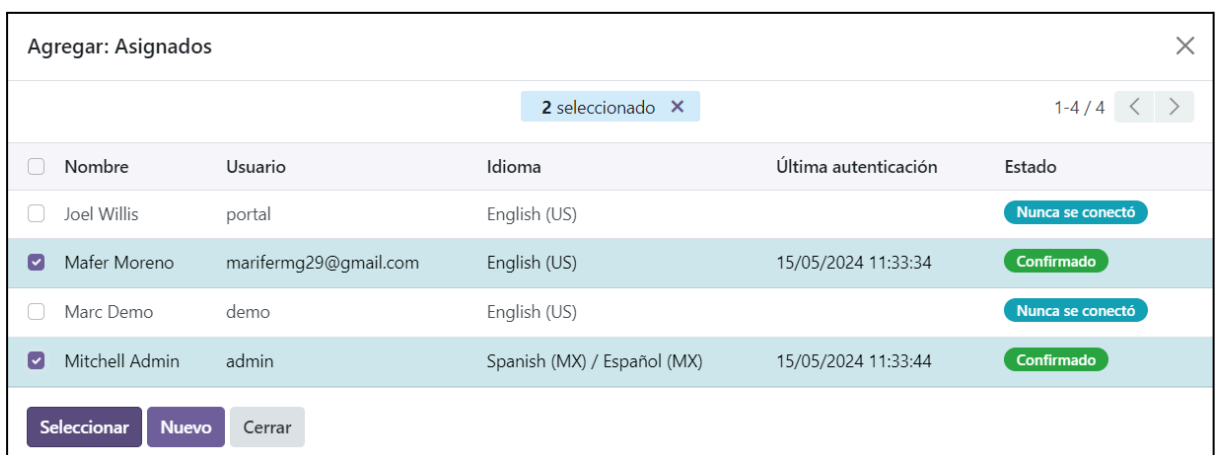 Agregar: Asignados
2 seleccionado
1-4 / 4
Nombre Usuario Idioma Última autenticación Estado
Joel Willis portal English (US) Nunca se conectó
Mafer Moreno marifermg29@gmail.com English (US) 15/05/2024 11:33:34 Confirmado
Marc Demo demo English (US) Nunca se conectó
Mitchell Admin admin Spanish (MX) / Español (MX) 15/05/2024 11:33:44 Confirmado
Seleccionar Nuevo Cerrar